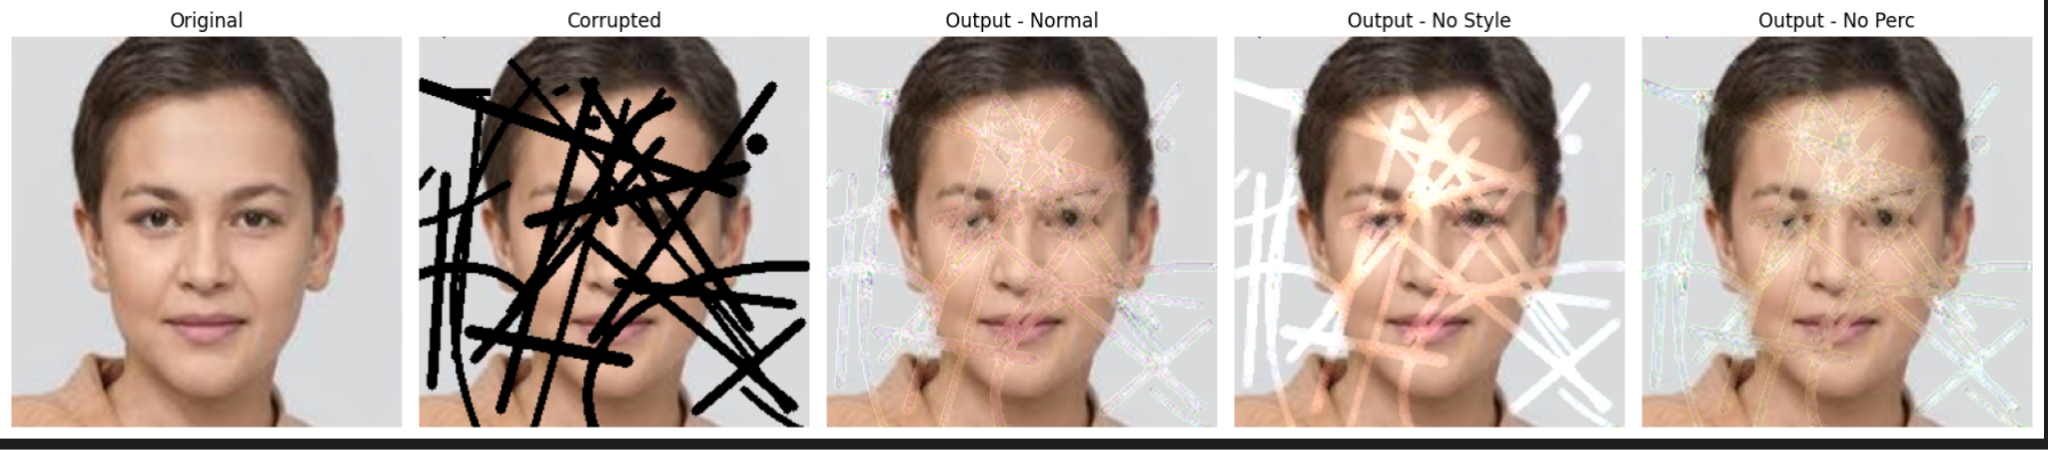 Original
Corrupted
Output - Normal
Output - No Style
Output - No Perc